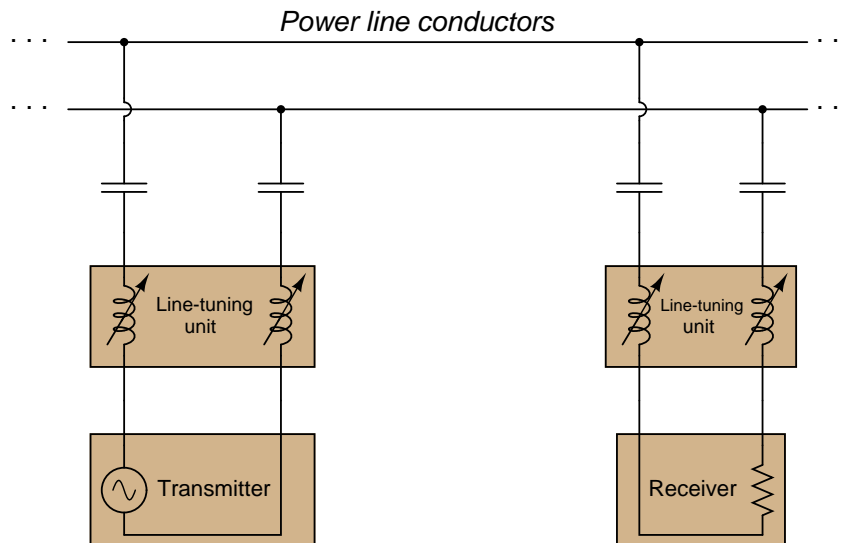 Power line conductors
. . .
. . .
. . .
. . .
Line-tuning
unit
Line-tuning
unit
Transmitter
Receiver